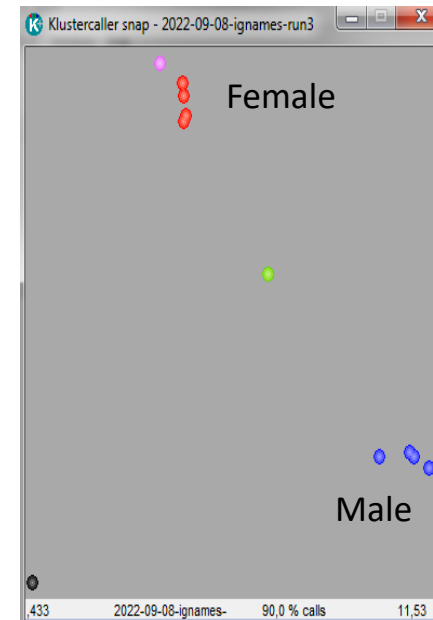 Klustercaller snap - 2022-09-08-ignames-run3
Female
Male
,433 2022-09-08-ignames- 90,0 % calls 11,53